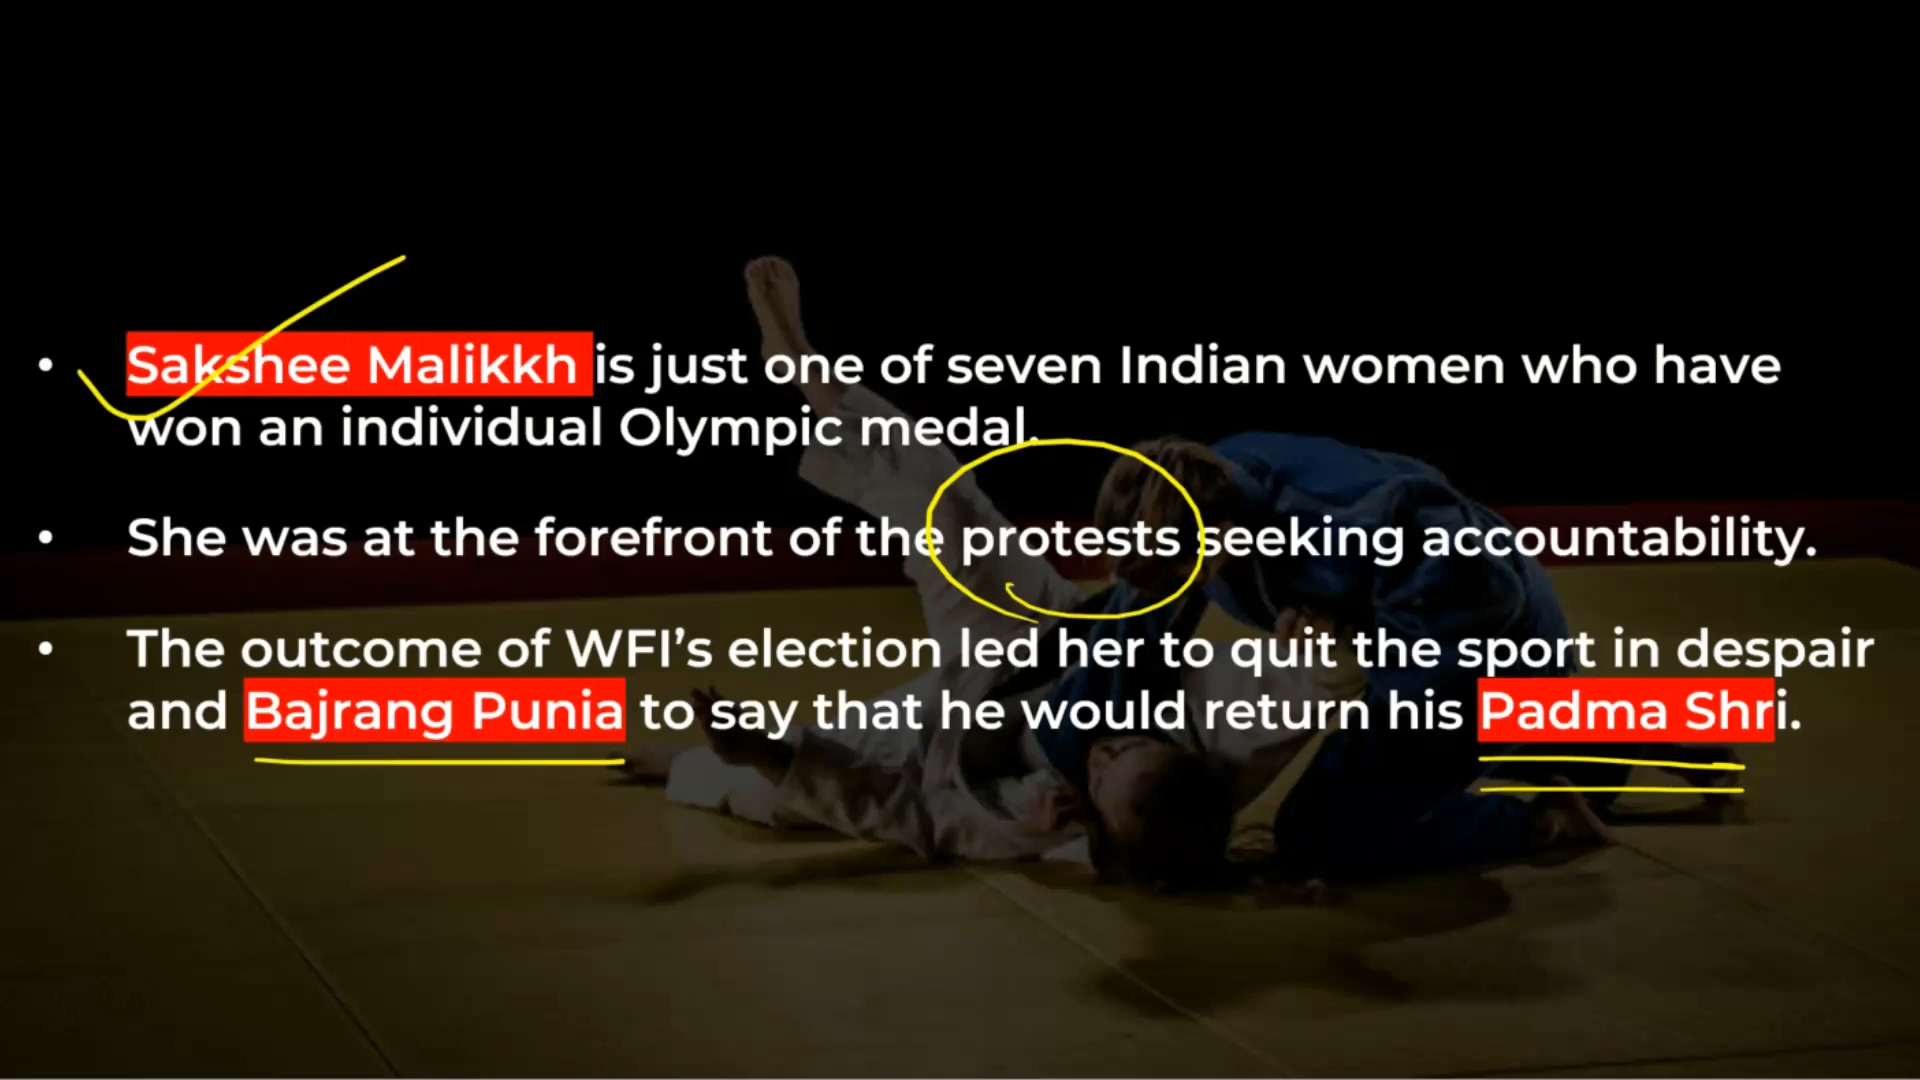 • Sakshee Malikkh is just one of seven Indian women who have
won an individual Olympic medal.
• She was at the forefront of the protests seeking accountability.
• The outcome of WFI’s election led her to quit the sport in despair
and Bajrang Punia to say that he would return his Padma Shri.